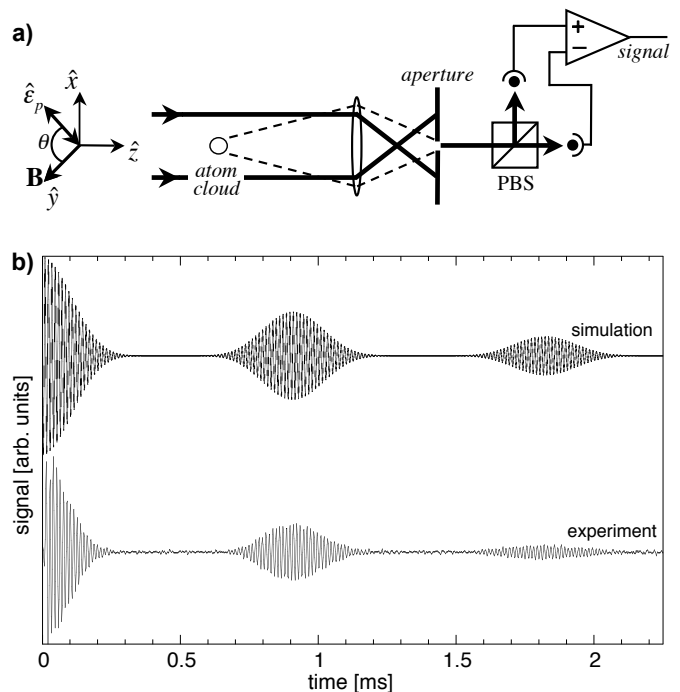 a)
x̂
ε̂ₚ
θ
ẑ
B
ŷ
atom
cloud
aperture
PBS
+
−
signal
b)
signal [arb. units]
simulation
experiment
0 0.5 1 1.5 2
time [ms]